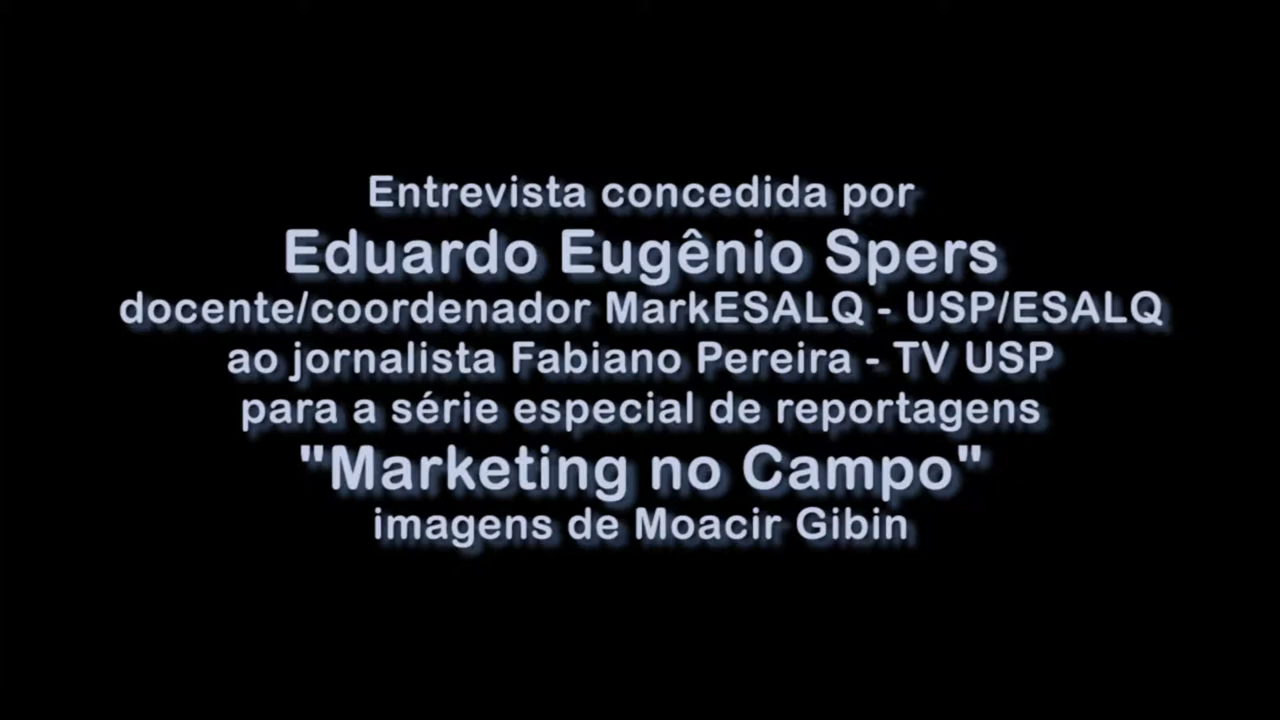 Entrevista concedida por
Eduardo Eugênio Spers
docente/coordenador MarkESALQ - USP/ESALQ
ao jornalista Fabiano Pereira - TV USP
para a série especial de reportagens
"Marketing no Campo"
imagens de Moacir Gibin